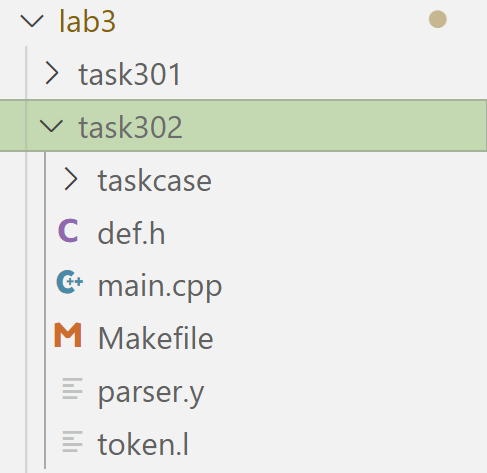 lab3
task301
task302
taskcase
C def.h
C++ main.cpp
M Makefile
parser.y
token.l